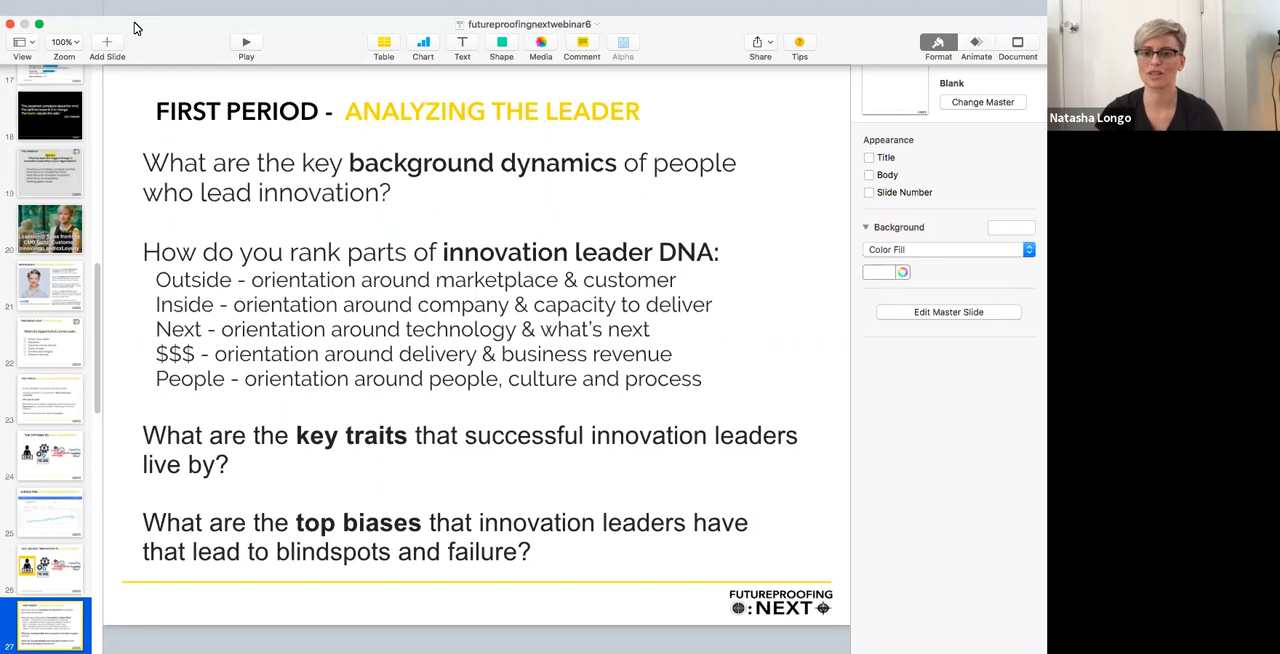 futureproofingnextwebinar6
View
100%
Zoom
Add Slide
Play
Table
Chart
Text
Shape
Media
Comment
Alpha
Share
Tips
Format
Animate
Document
17
18
19
20
21
22
23
24
25
26
27
FIRST PERIOD - ANALYZING THE LEADER
What are the key background dynamics of people
who lead innovation?
How do you rank parts of innovation leader DNA:
Outside - orientation around marketplace & customer
Inside - orientation around company & capacity to deliver
Next - orientation around technology & what's next
$$$ - orientation around delivery & business revenue
People - orientation around people, culture and process
What are the key traits that successful innovation leaders
live by?
What are the top biases that innovation leaders have
that lead to blindspots and failure?
FUTUREPROOFING
:NEXT
Blank
Change Master
Appearance
Title
Body
Slide Number
Background
Color Fill
Edit Master Slide
Natasha Longo